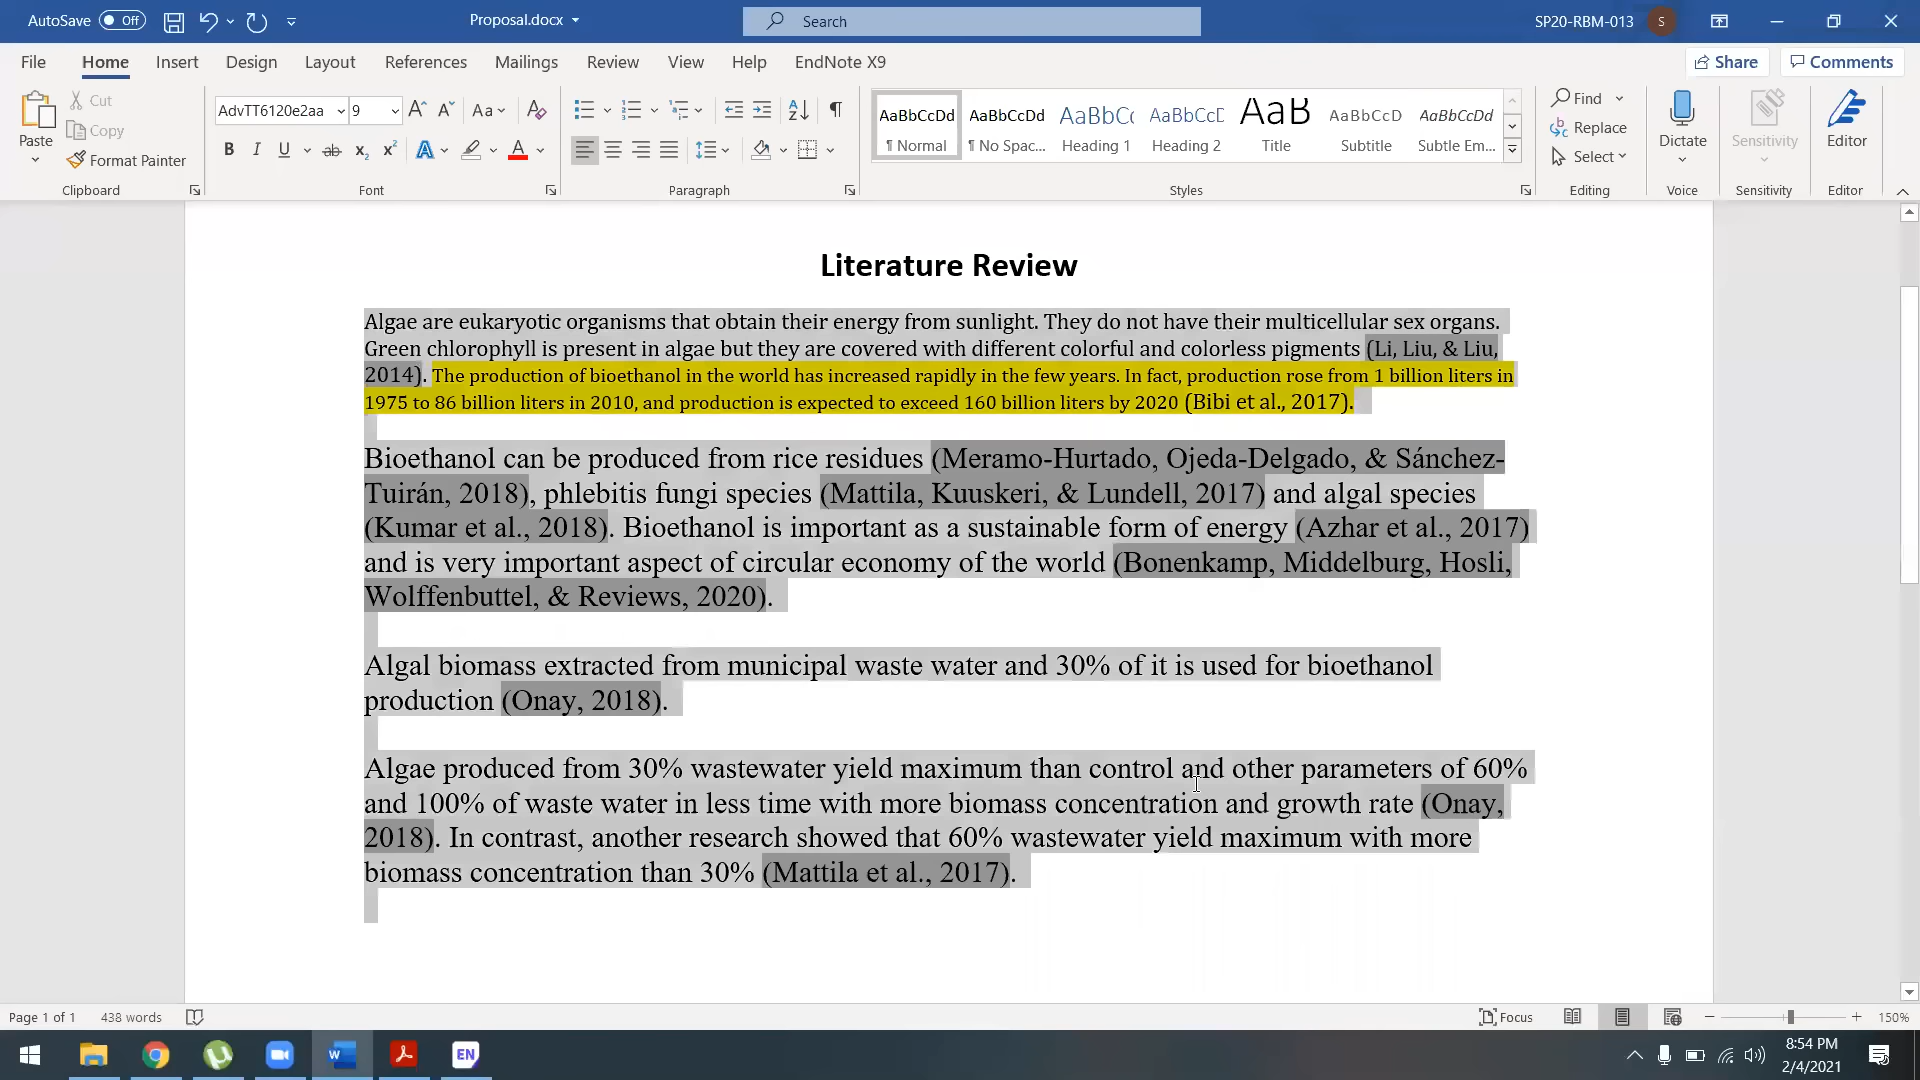 AutoSave Off Proposal.docx Search SP20-RBM-013 S
File Home Insert Design Layout References Mailings Review View Help EndNote X9 Share Comments
Paste Cut Copy Format Painter Clipboard
AdvTT6120e2aa 9 Aa
B I U ab x2 x2 A A Font
Paragraph
AaBbCcDd AaBbCcDd AaBbCc AaBbCcD AaB AaBbCcD AaBbCcDd
¶ Normal ¶ No Spac... Heading 1 Heading 2 Title Subtitle Subtle Em...
Styles
Find Replace Select Editing
Dictate Voice
Sensitivity Sensitivity
Editor Editor
Literature Review
Algae are eukaryotic organisms that obtain their energy from sunlight. They do not have their multicellular sex organs.
Green chlorophyll is present in algae but they are covered with different colorful and colorless pigments (Li, Liu, & Liu,
2014). The production of bioethanol in the world has increased rapidly in the few years. In fact, production rose from 1 billion liters in
1975 to 86 billion liters in 2010, and production is expected to exceed 160 billion liters by 2020 (Bibi et al., 2017).
Bioethanol can be produced from rice residues (Meramo-Hurtado, Ojeda-Delgado, & Sánchez-
Tuirán, 2018), phlebitis fungi species (Mattila, Kuuskeri, & Lundell, 2017) and algal species
(Kumar et al., 2018). Bioethanol is important as a sustainable form of energy (Azhar et al., 2017)
and is very important aspect of circular economy of the world (Bonenkamp, Middelburg, Hosli,
Wolffenbuttel, & Reviews, 2020).
Algal biomass extracted from municipal waste water and 30% of it is used for bioethanol
production (Onay, 2018).
Algae produced from 30% wastewater yield maximum than control and other parameters of 60%
and 100% of waste water in less time with more biomass concentration and growth rate (Onay,
2018). In contrast, another research showed that 60% wastewater yield maximum with more
biomass concentration than 30% (Mattila et al., 2017).
Page 1 of 1 438 words Focus 150%
EN
8:54 PM
2/4/2021